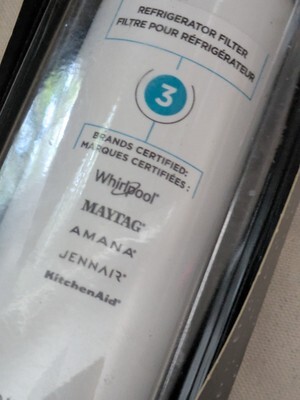 REFRIGERATOR FILTER
FILTRE POUR RÉFRIGÉRATEUR
3
BRANDS CERTIFIED:
MARQUES CERTIFIÉES:
Whirlpool®
MAYTAG®
AMANA®
JENNAIR®
KitchenAid®